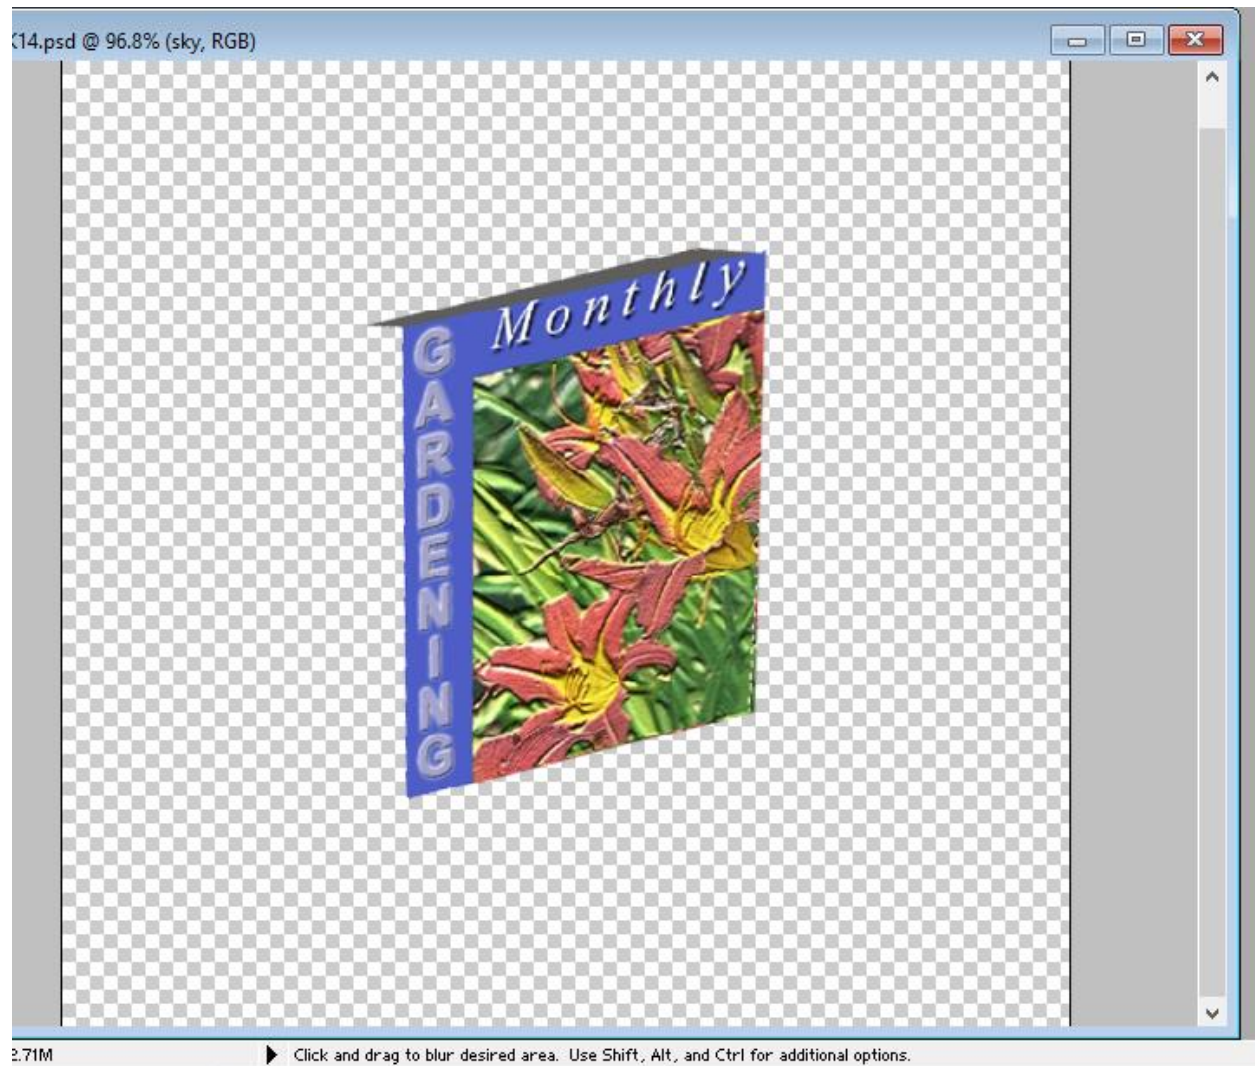 K14.psd @ 96.8% (sky, RGB)
Monthly
GARDENING
2.71M
Click and drag to blur desired area. Use Shift, Alt, and Ctrl for additional options.